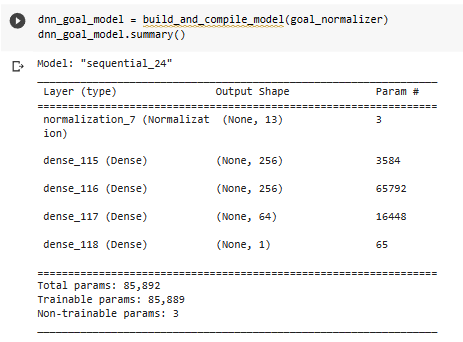 dnn_goal_model = build_and_compile_model(goal_normalizer)
dnn_goal_model.summary()
Model: "sequential_24"
Layer (type) Output Shape Param #
=================================================================
normalization_7 (Normalizat (None, 13) 3
ion)
dense_115 (Dense) (None, 256) 3584
dense_116 (Dense) (None, 256) 65792
dense_117 (Dense) (None, 64) 16448
dense_118 (Dense) (None, 1) 65
=================================================================
Total params: 85,892
Trainable params: 85,889
Non-trainable params: 3